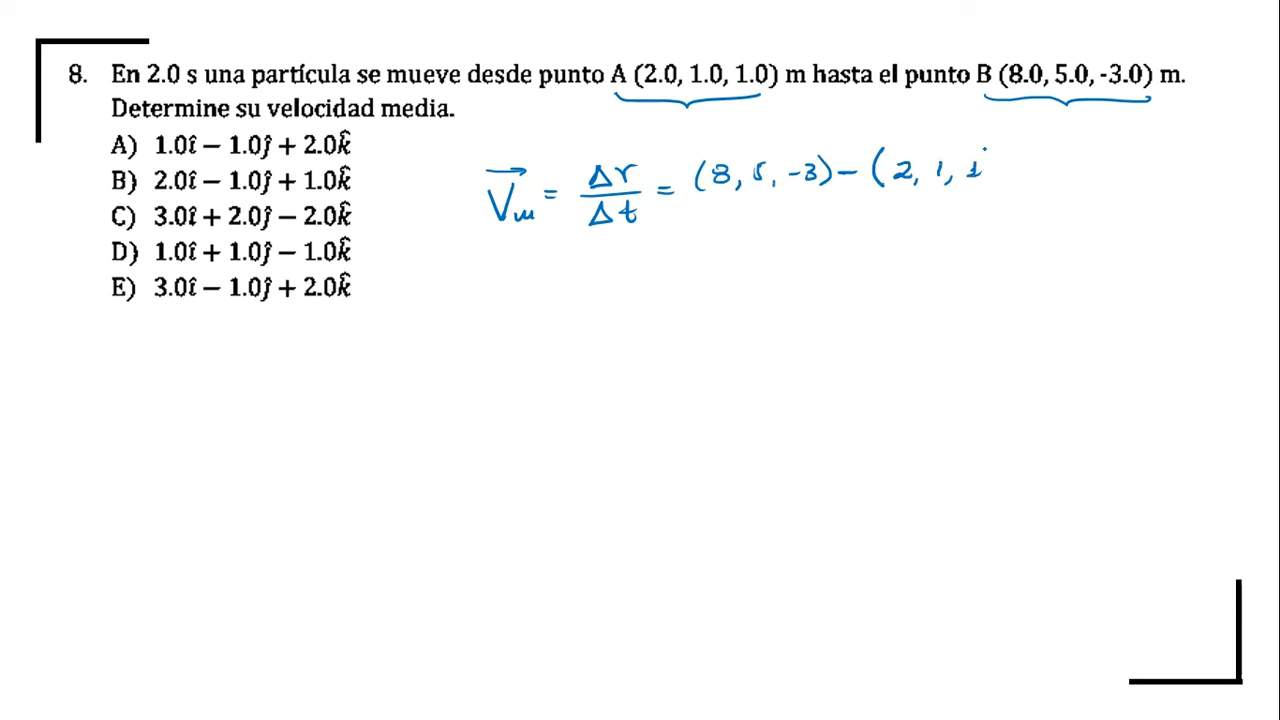 8. En 2.0 s una partícula se mueve desde punto A (2.0, 1.0, 1.0) m hasta el punto B (8.0, 5.0, -3.0) m.
Determine su velocidad media.
A) 1.0î − 1.0ĵ + 2.0k̂
B) 2.0î − 1.0ĵ + 1.0k̂
C) 3.0î + 2.0ĵ − 2.0k̂
D) 1.0î + 1.0ĵ − 1.0k̂
E) 3.0î − 1.0ĵ + 2.0k̂
V⃗m = Δr/Δt = (8, 5, -3) − (2, 1, 1